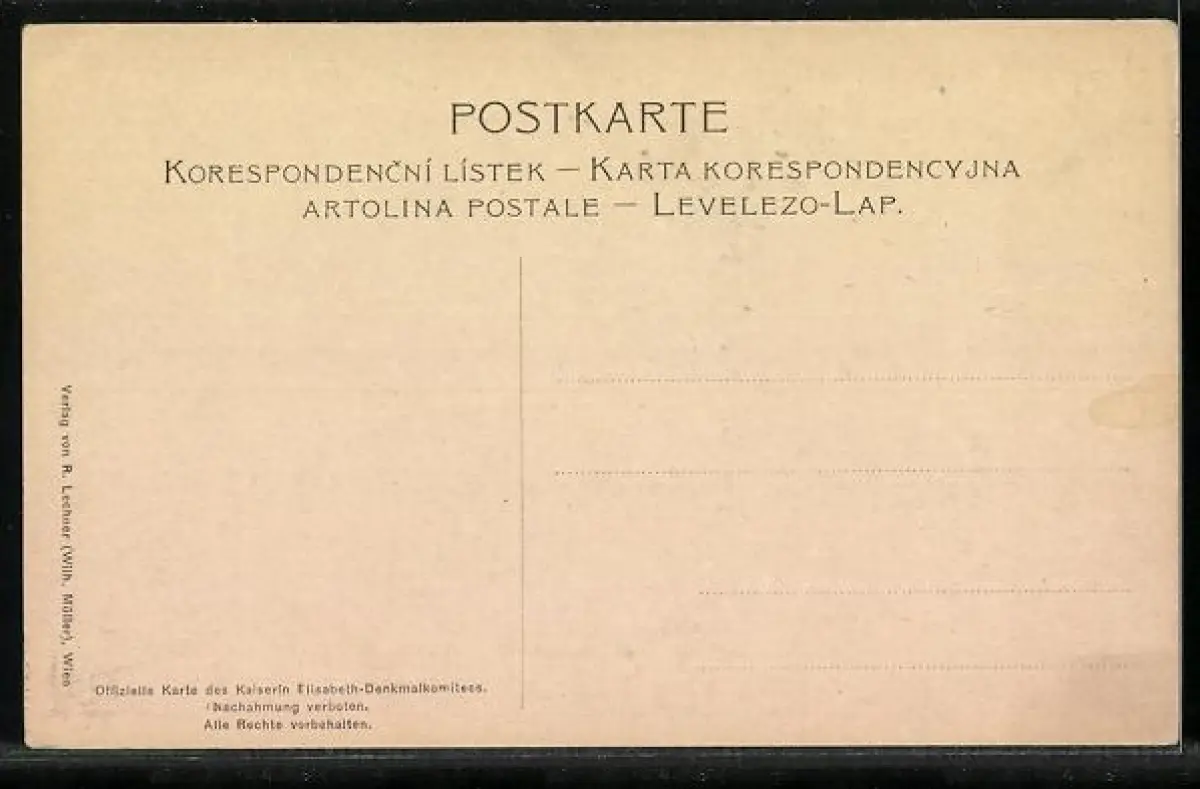 POSTKARTE
KORESPONDENČNÍ LÍSTEK — KARTA KORESPONDENCYJNA
ARTOLINA POSTALE — LEVELEZO-LAP.
Verlag von R. Lechner (Wilh. Müller), Wien
Offizielle Karte des Kaiserin Elisabeth-Denkmalkomitees.
Nachahmung verboten.
Alle Rechte vorbehalten.